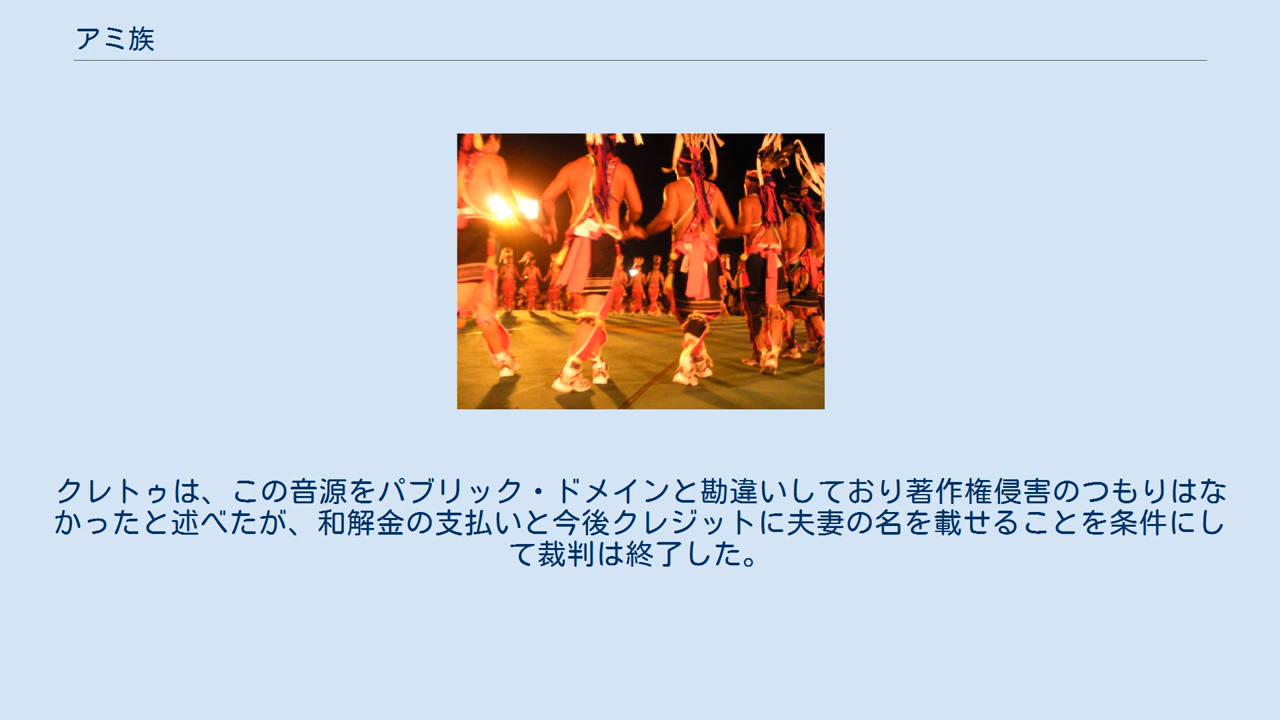 アミ族
クレトゥは、この音源をパブリック・ドメインと勘違いしており著作権侵害のつもりはな
かったと述べたが、和解金の支払いと今後クレジットに夫妻の名を載せることを条件にし
て裁判は終了した。